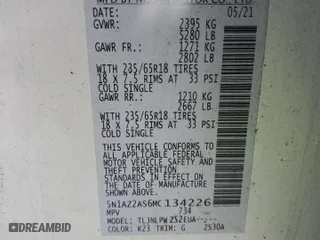 DATE: 05/21
GVWR: 2395 KG
5280 LB
GAWR FR.: 1271 KG
2802 LB
WITH 235/65R18 TIRES
18 X 7.5 RIMS AT 33 PSI
COLD SINGLE
GAWR RR.: 1210 KG
2667 LB
WITH 235/65R18 TIRES
18 X 7.5 RIMS AT 33 PSI
COLD SINGLE
THIS VEHICLE CONFORMS TO ALL
APPLICABLE FEDERAL
MOTOR VEHICLE SAFETY AND
THEFT PREVENTION STANDARDS
IN EFFECT ON THE DATE OF
MANUFACTURE SHOWN ABOVE.
5N1AZ2AS6MC134226
MPV 734
MODEL: TLJNLPWZ52EUA-----
COLOR: K23 TRIM: G ZS30A